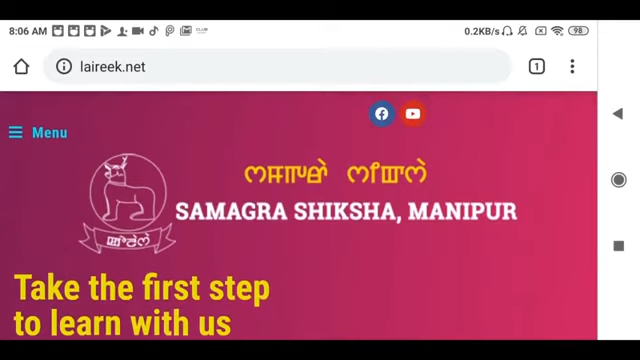 8:06 AM
0.2KB/s
98
laireek.net
1
Menu
SAMAGRA SHIKSHA, MANIPUR
Take the first step
to learn with us